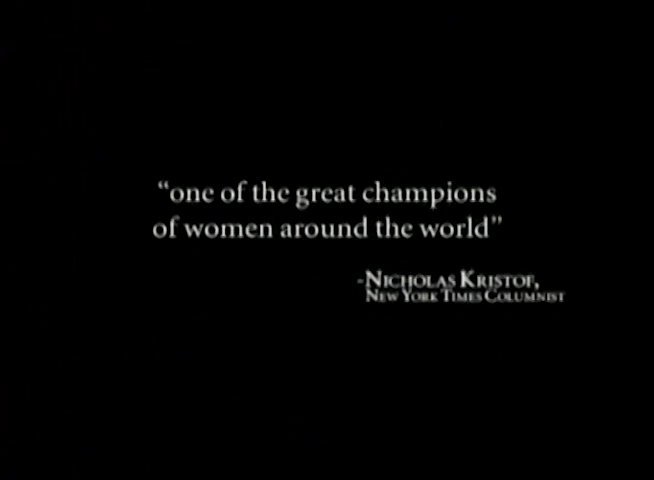 “one of the great champions
of women around the world”
-NICHOLAS KRISTOF,
NEW YORK TIMES COLUMNIST